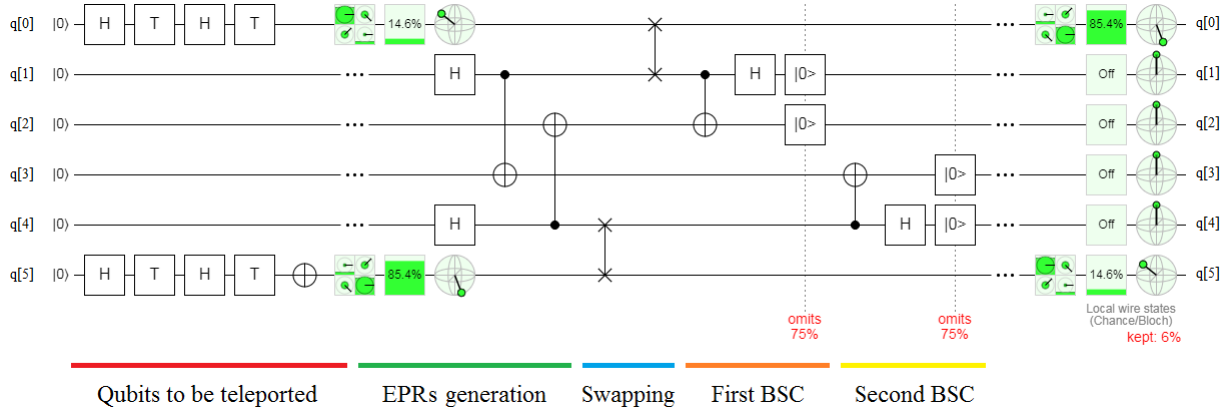 q[0] |0⟩ H T H T 14.6% ... 85.4% q[0]
q[1] |0⟩ ... H H |0> ... Off q[1]
q[2] |0⟩ ... |0> ... Off q[2]
q[3] |0⟩ ... |0> ... Off q[3]
q[4] |0⟩ ... H H |0> ... Off q[4]
q[5] |0⟩ H T H T 85.4% ... 14.6% q[5]
omits
75%
omits
75%
Local wire states
(Chance/Bloch)
kept: 6%
Qubits to be teleported
EPRs generation
Swapping
First BSC
Second BSC